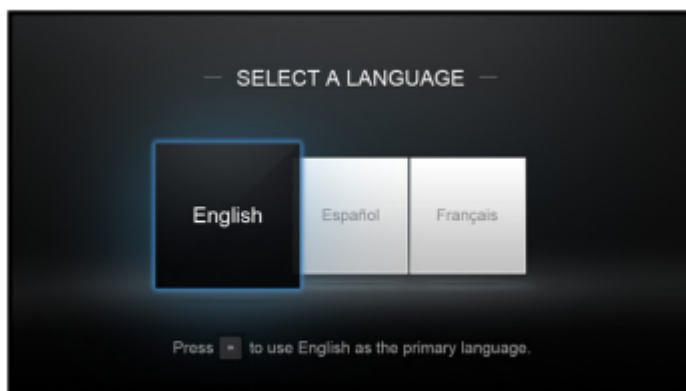 SELECT A LANGUAGE
English Español Français
Press to use English as the primary language.